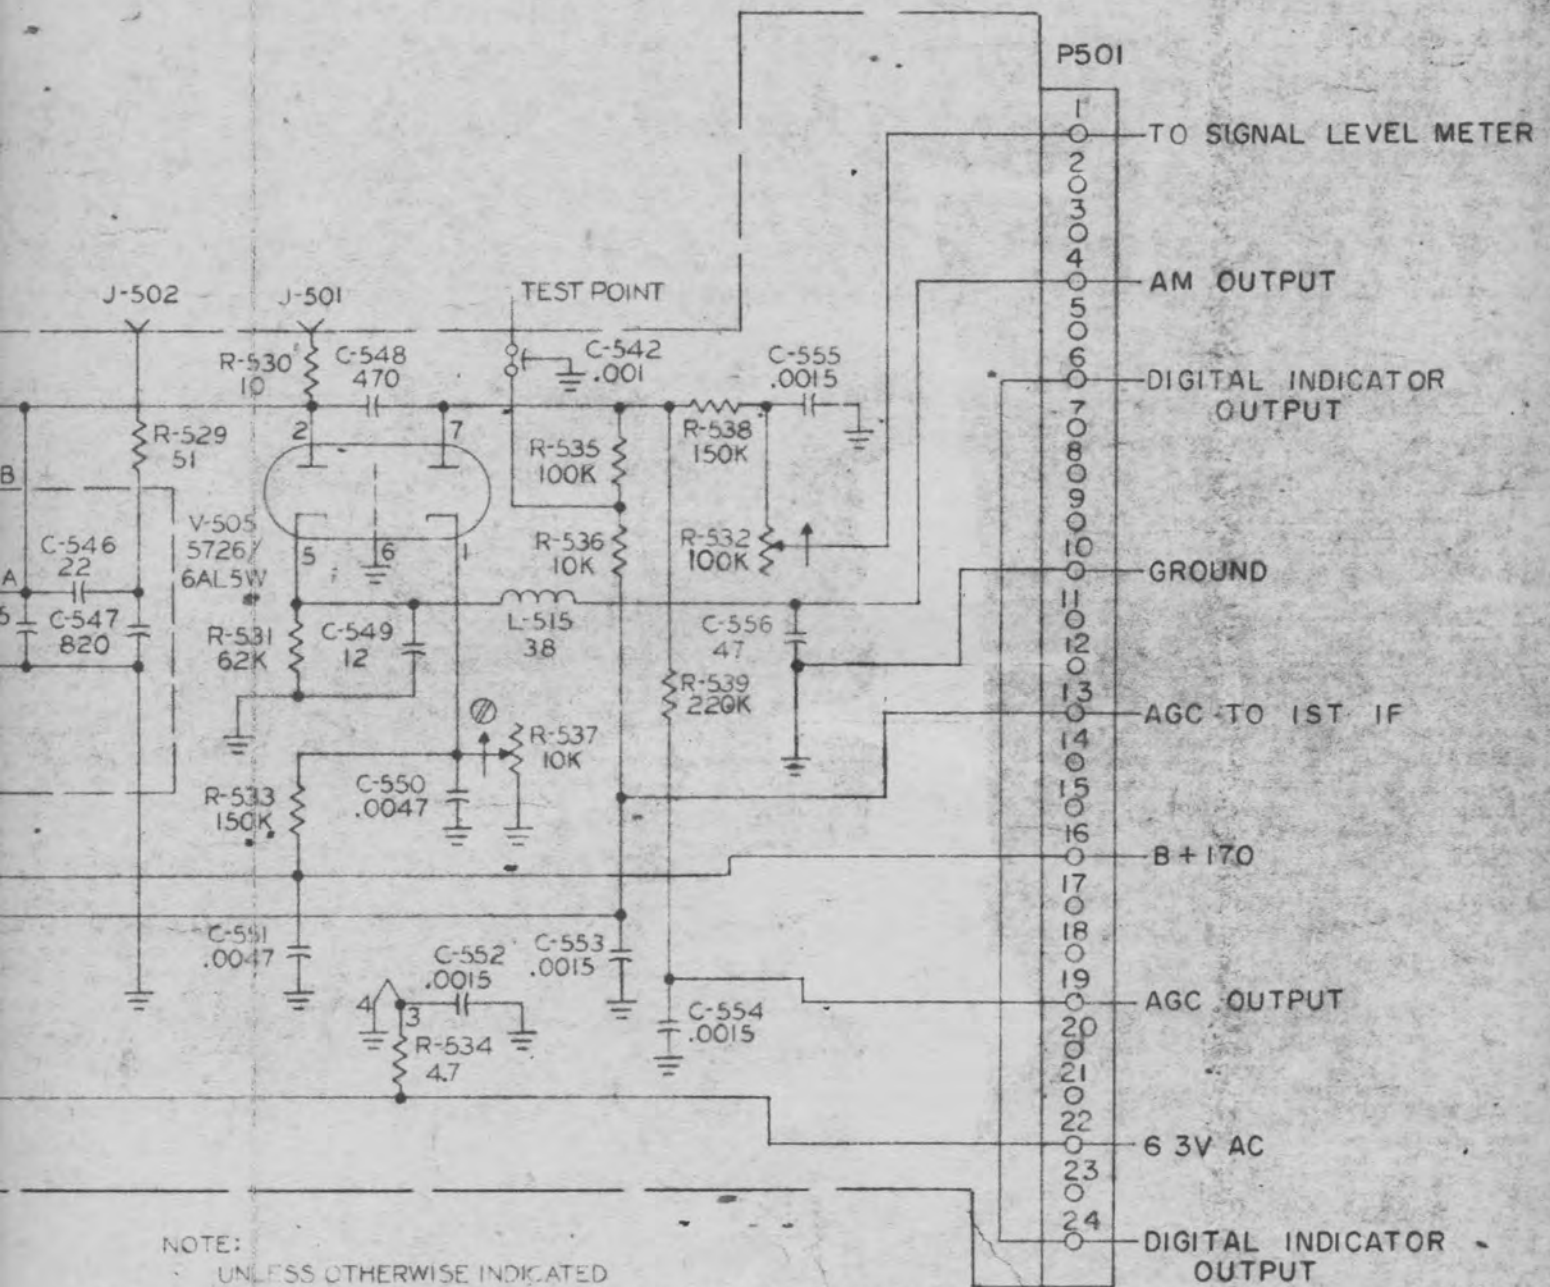 P501
1
TO SIGNAL LEVEL METER
2
3
4
AM OUTPUT
5
6
DIGITAL INDICATOR
OUTPUT
7
8
9
10
GROUND
11
12
13
AGC TO 1ST IF
14
15
16
B + 170
17
18
19
AGC OUTPUT
20
21
22
6 3V AC
23
24
DIGITAL INDICATOR
OUTPUT
J-502
J-501
TEST POINT
R-530
10
C-548
470
C-542
.001
C-555
.0015
R-529
51
2
7
R-535
100K
R-538
150K
B
V-505
5726/
6AL5W
5
6
1
C-546
22
R-536
10K
R-532
100K
A
C-547
820
R-531
62K
C-549
12
L-515
38
C-556
47
R-539
220K
R-537
10K
R-533
150K
C-550
.0047
C-551
.0047
C-552
.0015
C-553
.0015
4
3
R-534
4.7
C-554
.0015
NOTE:
UNLESS OTHERWISE INDICATED